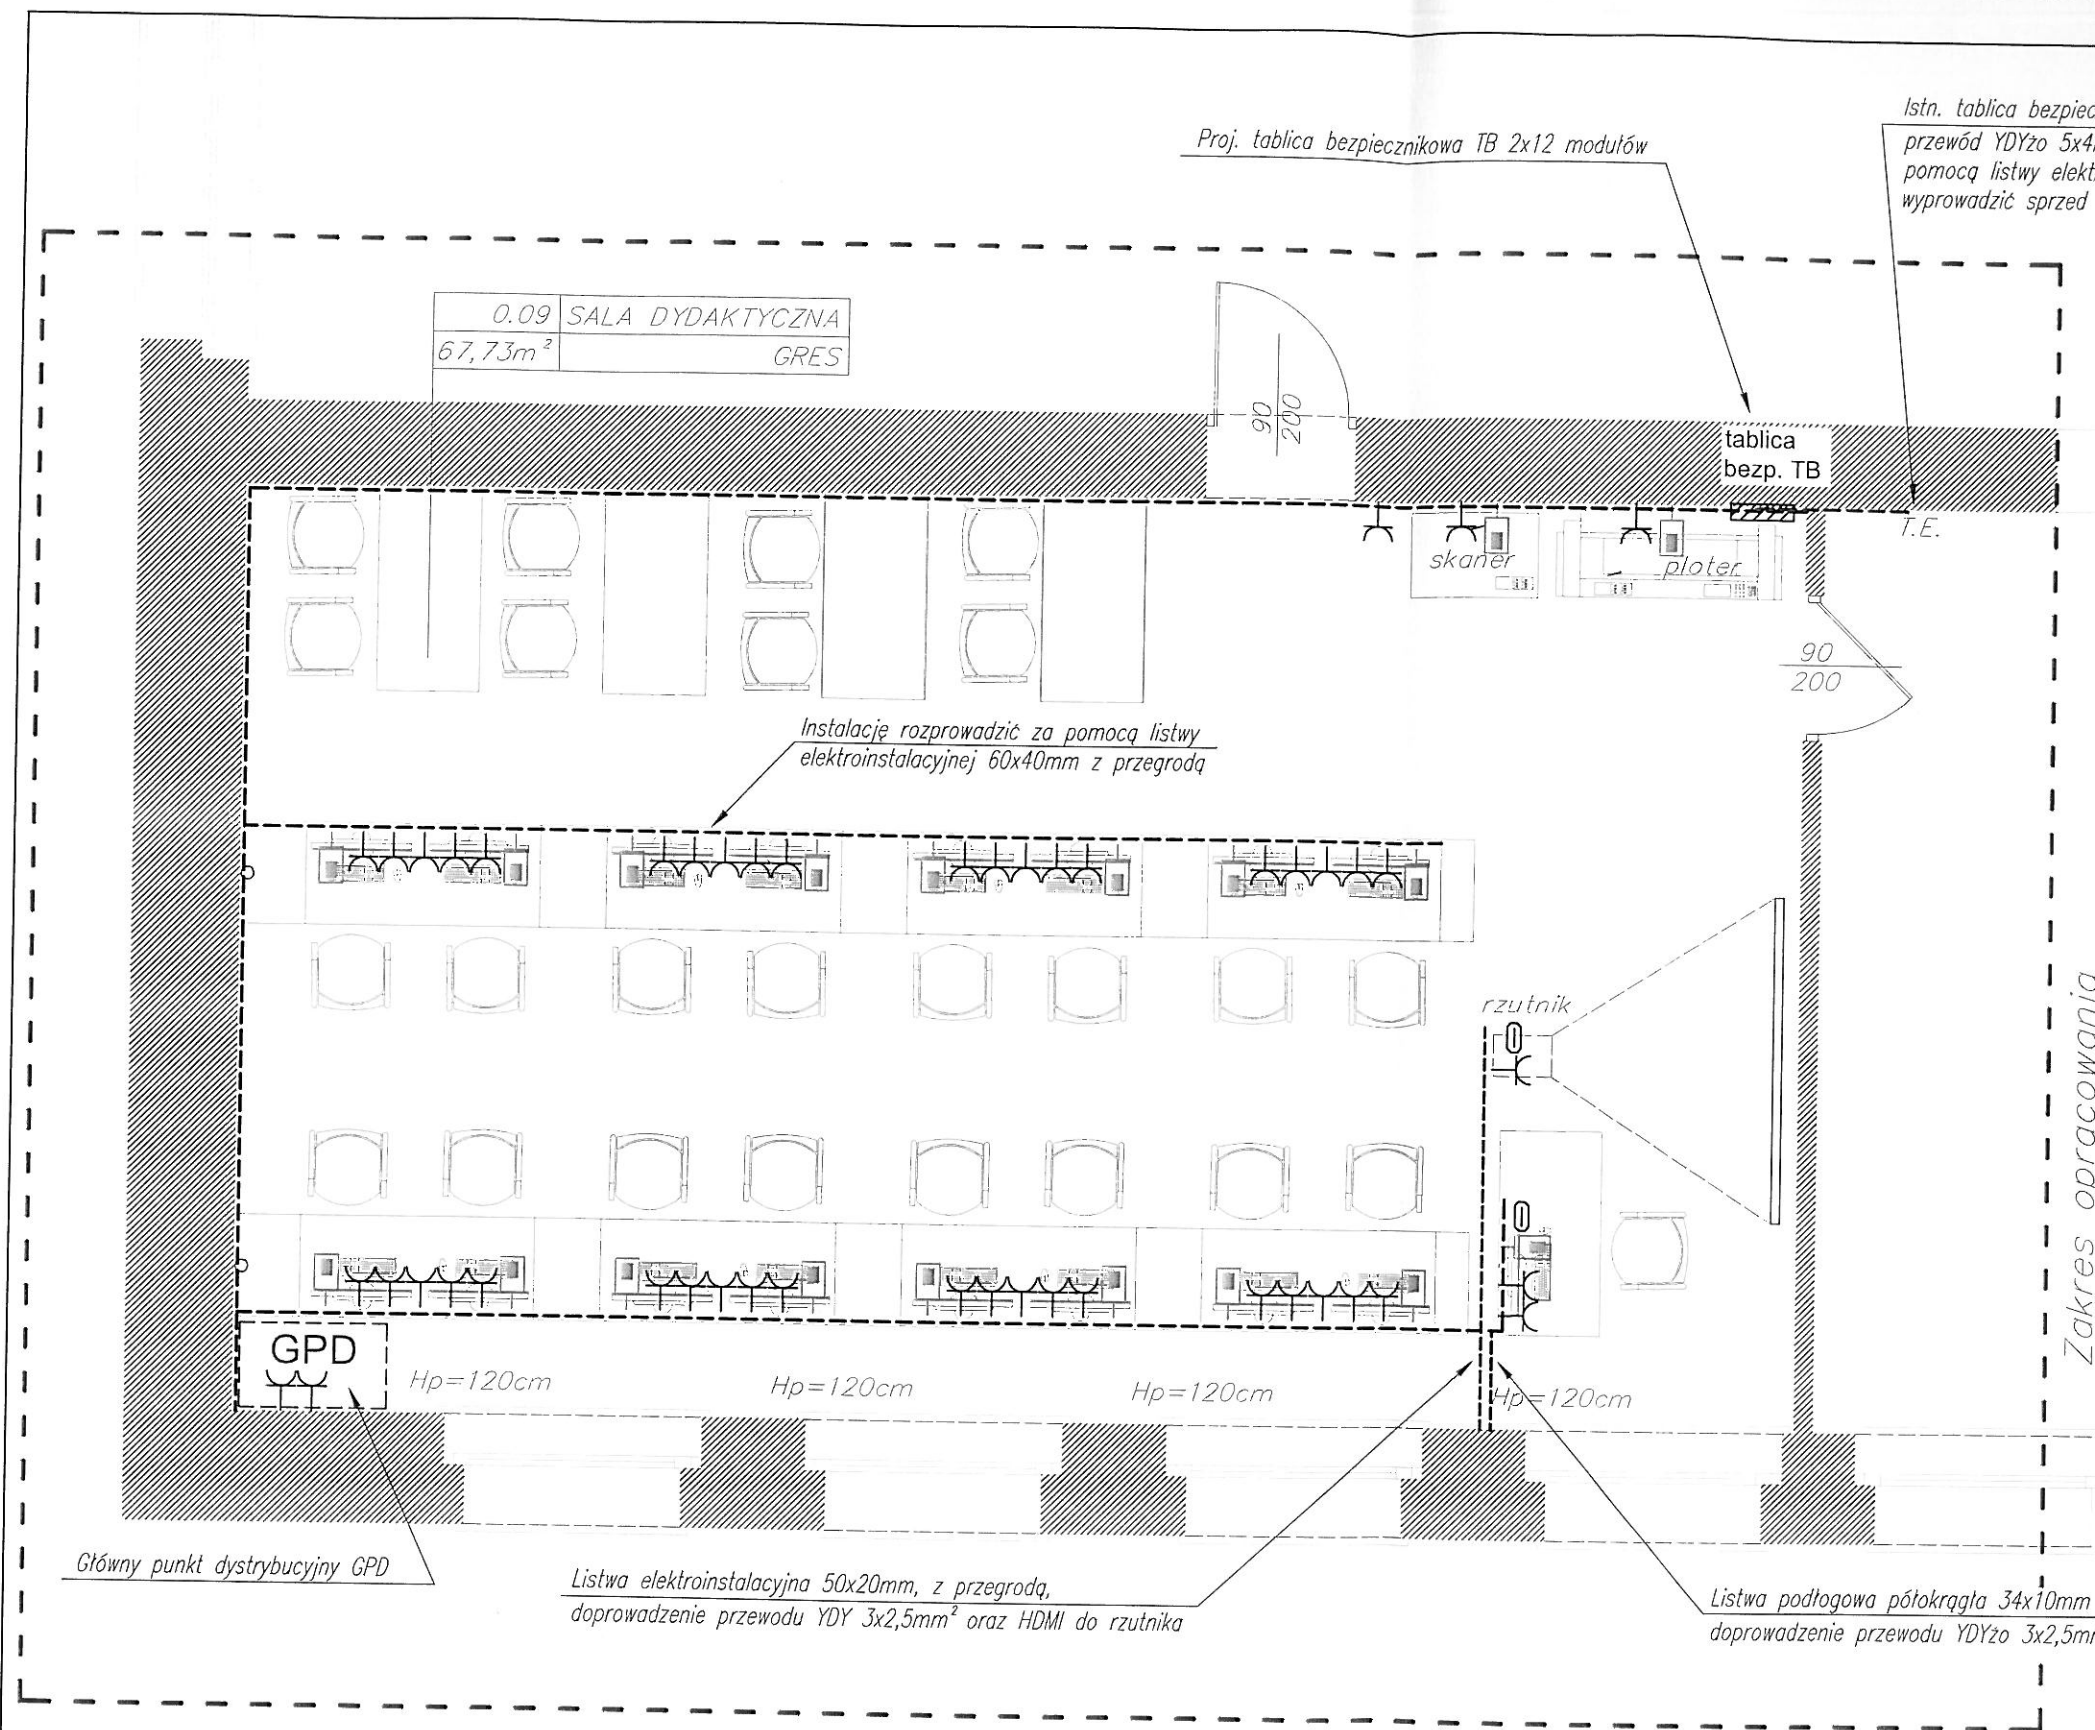 Proj. tablica bezpiecznikowa TB 2x12 modułów
Istn. tablica bezpiec
przewód YDYżo 5x4
pomocą listwy elekt
wyprowadzić sprzed
0.09 SALA DYDAKTYCZNA
67,73m² GRES
90
200
tablica
bezp. TB
T.E.
skaner
ploter
90
200
Instalację rozprowadzić za pomocą listwy
elektroinstalacyjnej 60x40mm z przegrodą
rzutnik
Zakres opracowania
GPD
Hp=120cm
Hp=120cm
Hp=120cm
Hp=120cm
Główny punkt dystrybucyjny GPD
Listwa elektroinstalacyjna 50x20mm, z przegrodą,
doprowadzenie przewodu YDY 3x2,5mm² oraz HDMI do rzutnika
Listwa podłogowa półokrągła 34x10mm
doprowadzenie przewodu YDYżo 3x2,5m